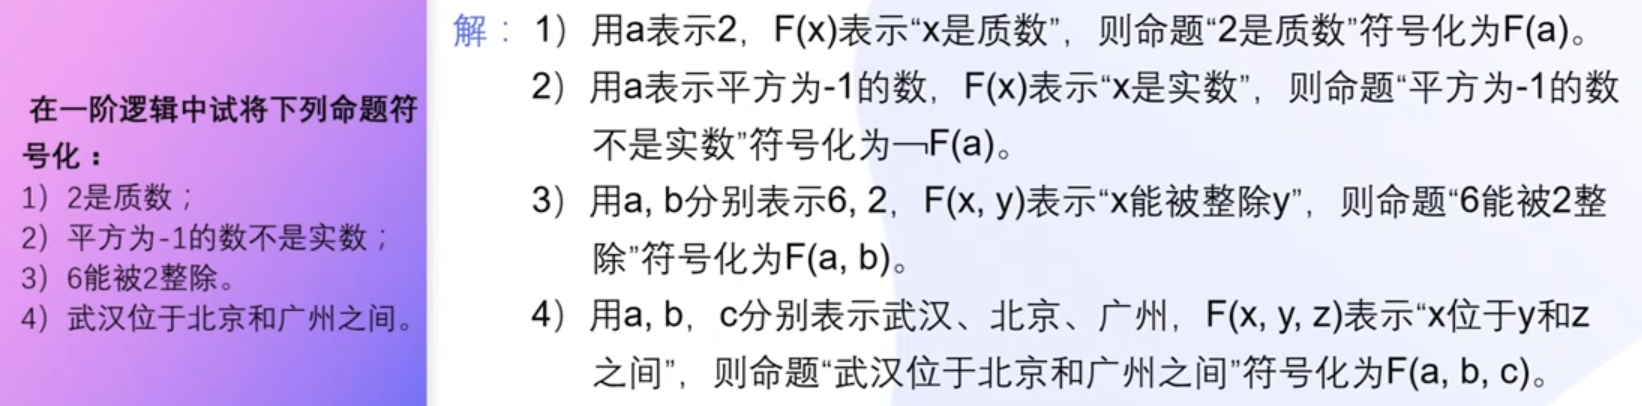 在一阶逻辑中试将下列命题符
号化：
1）2是质数；
2）平方为-1的数不是实数；
3）6能被2整除。
4）武汉位于北京和广州之间。
解：1）用a表示2，F(x)表示“x是质数”，则命题“2是质数”符号化为F(a)。
2）用a表示平方为-1的数，F(x)表示“x是实数”，则命题“平方为-1的数
不是实数”符号化为¬F(a)。
3）用a, b分别表示6, 2，F(x, y)表示“x能被整除y”，则命题“6能被2整
除”符号化为F(a, b)。
4）用a, b，c分别表示武汉、北京、广州，F(x, y, z)表示“x位于y和z
之间”，则命题“武汉位于北京和广州之间”符号化为F(a, b, c)。